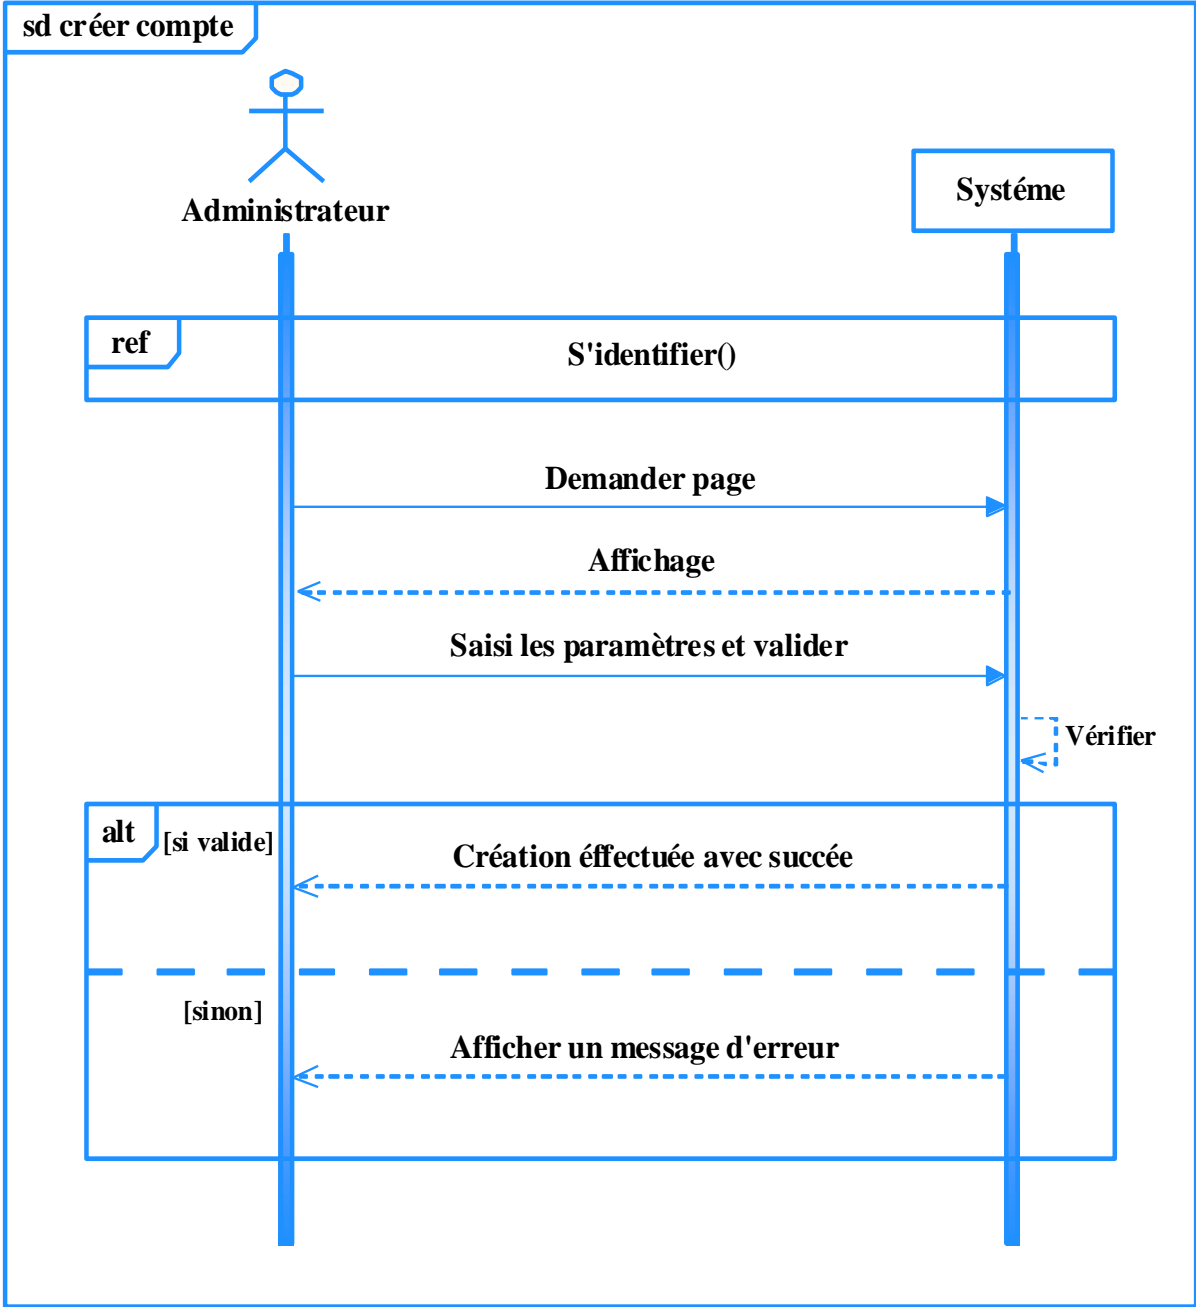 sd créer compte
Administrateur
Systéme
ref
S'identifier()
Demander page
Affichage
Saisi les paramètres et valider
Vérifier
alt
[si valide]
Création éffectuée avec succée
[sinon]
Afficher un message d'erreur